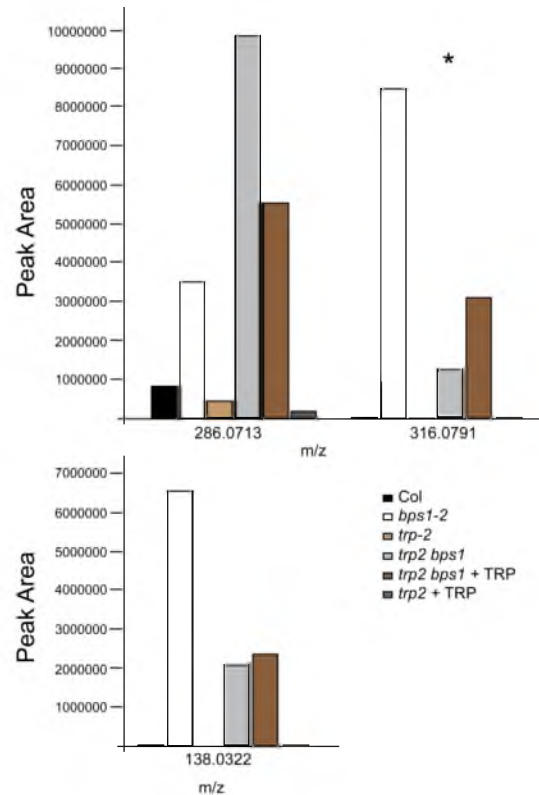 10000000
9000000
8000000
7000000
6000000
5000000
4000000
3000000
2000000
1000000
Peak Area
*
286.0713 316.0791
m/z
7000000
6000000
5000000
4000000
3000000
2000000
1000000
Peak Area
Col
bps1-2
trp-2
trp2 bps1
trp2 bps1 + TRP
trp2 + TRP
138.0322
m/z